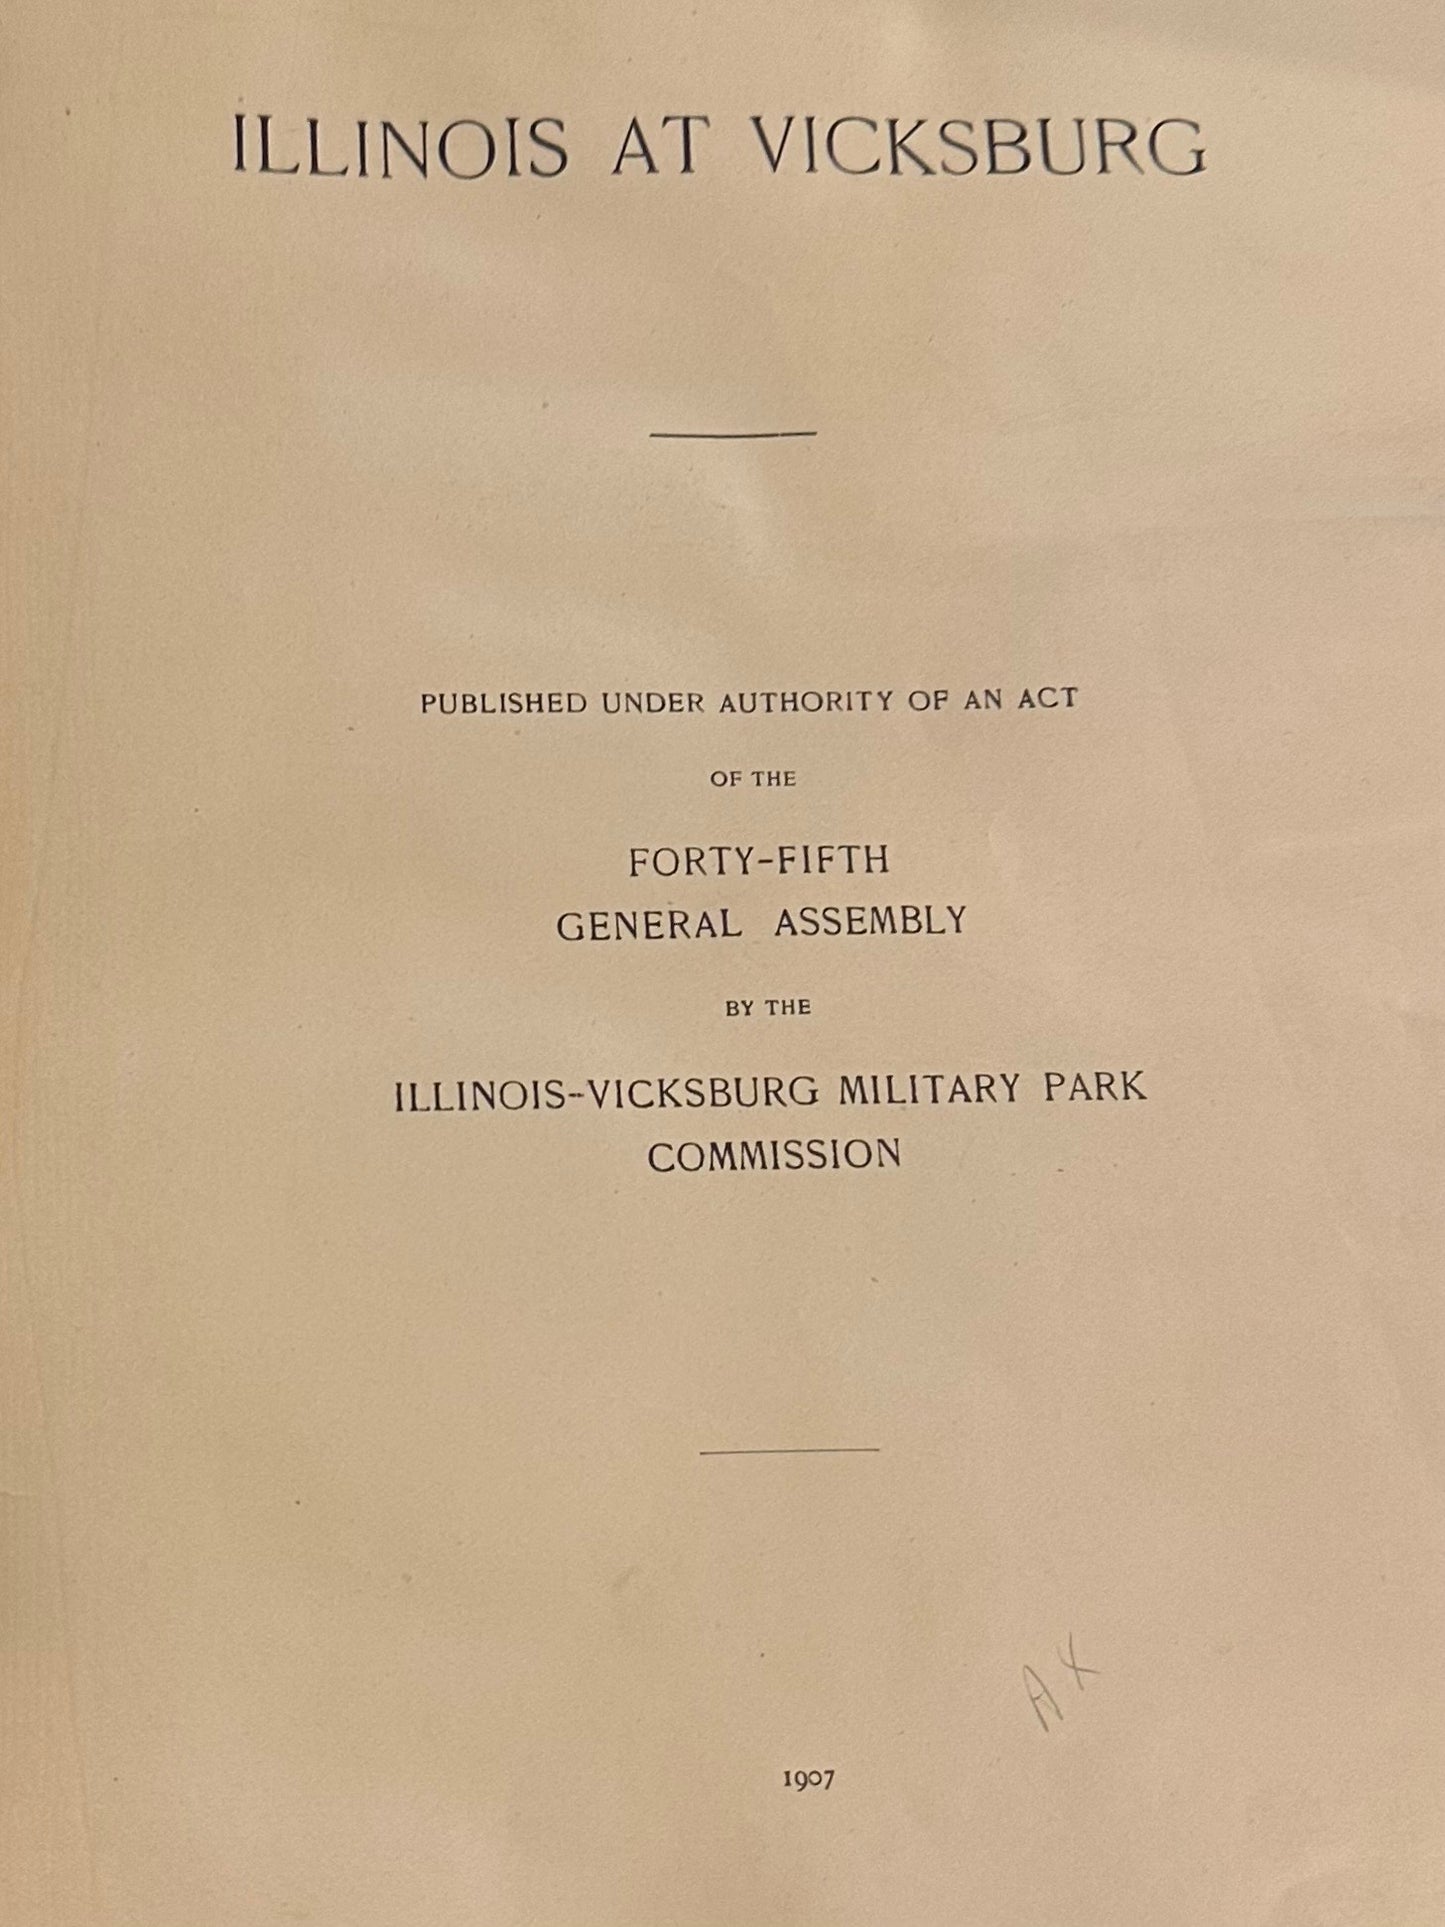 ILLINOIS AT VICKSBURG
PUBLISHED UNDER AUTHORITY OF AN ACT
OF THE
FORTY-FIFTH
GENERAL ASSEMBLY
BY THE
ILLINOIS-VICKSBURG MILITARY PARK
COMMISSION
1907